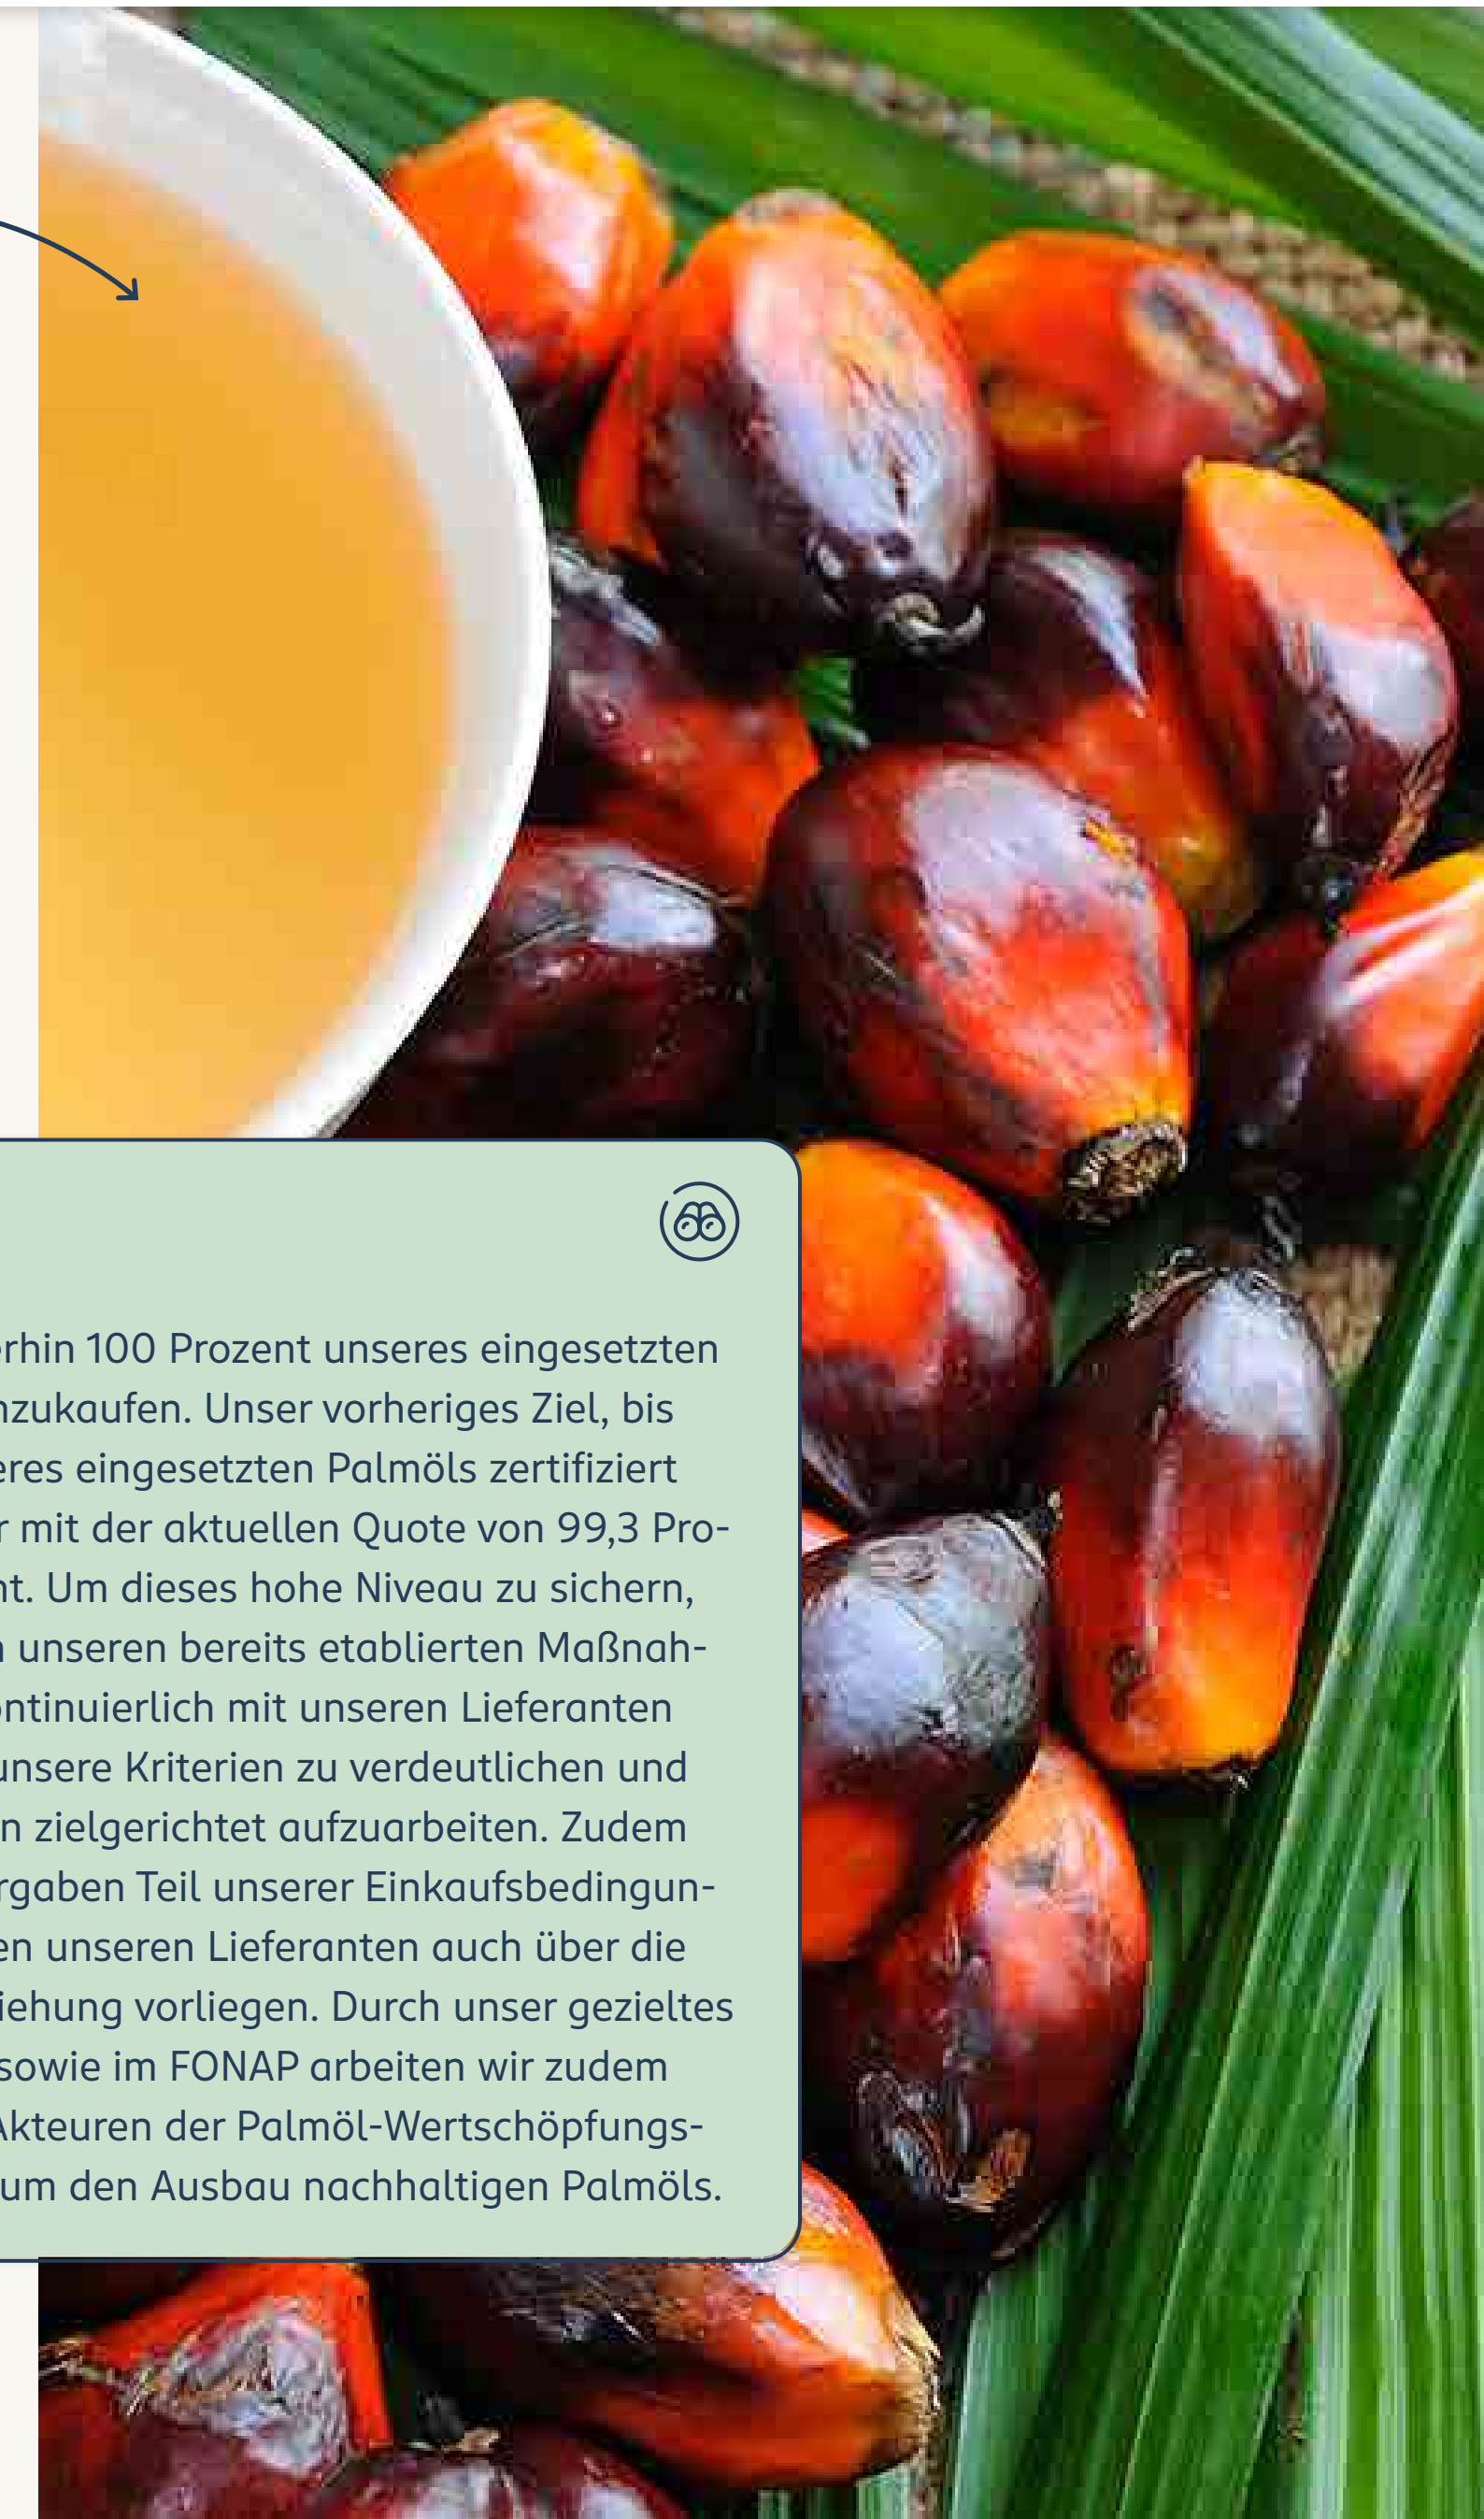 erhin 100 Prozent unseres eingesetzten
nzukaufen. Unser vorheriges Ziel, bis
eres eingesetzten Palmöls zertifiziert
r mit der aktuellen Quote von 99,3 Pro-
nt. Um dieses hohe Niveau zu sichern,
n unseren bereits etablierten Maßnah-
ontinuierlich mit unseren Lieferanten
unsere Kriterien zu verdeutlichen und
n zielgerichtet aufzuarbeiten. Zudem
rgaben Teil unserer Einkaufsbedingun-
en unseren Lieferanten auch über die
iehung vorliegen. Durch unser gezieltes
sowie im FONAP arbeiten wir zudem
Akteuren der Palmöl-Wertschöpfungs-
um den Ausbau nachhaltigen Palmöls.